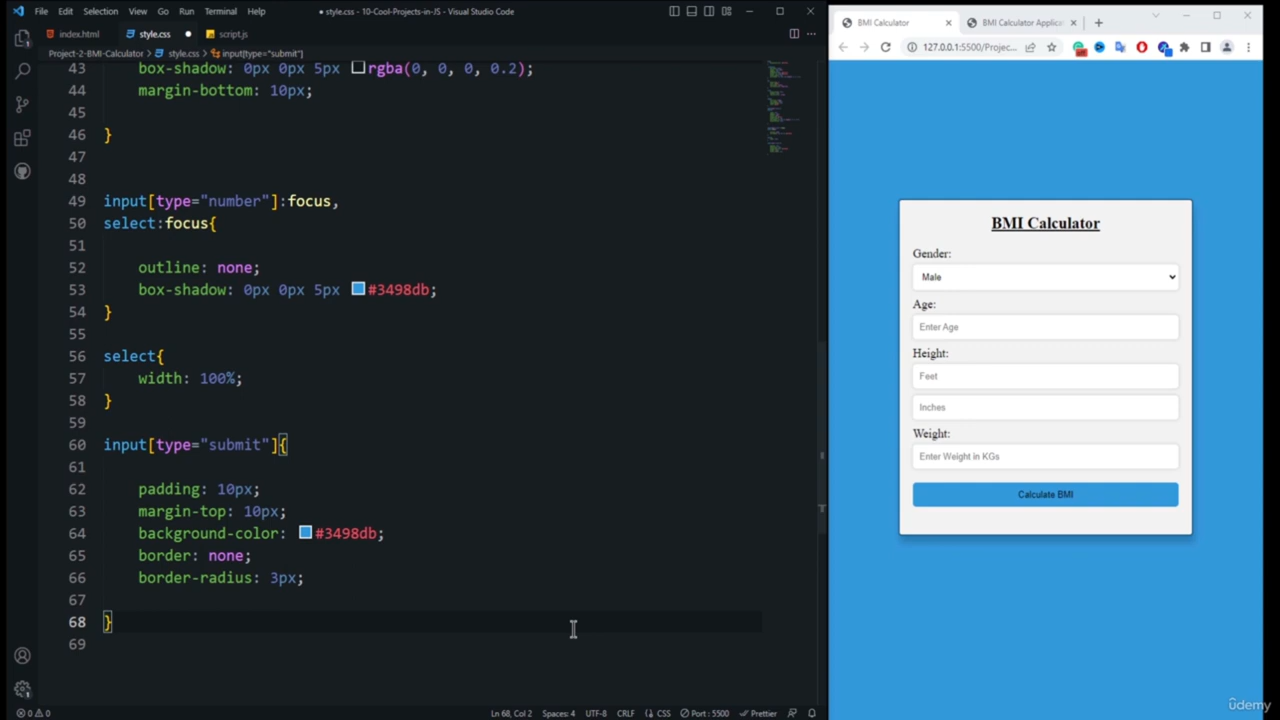 File Edit Selection View Go Run Terminal Help
● style.css - 10-Cool-Projects-in-JS - Visual Studio Code
index.html
style.css
script.js
Project-2-BMI-Calculator > style.css > input[type="submit"]
43 box-shadow: 0px 0px 5px rgba(0, 0, 0, 0.2);
44 margin-bottom: 10px;
45
46 }
47
48
49 input[type="number"]:focus,
50 select:focus{
51
52 outline: none;
53 box-shadow: 0px 0px 5px #3498db;
54 }
55
56 select{
57 width: 100%;
58 }
59
60 input[type="submit"]{
61
62 padding: 10px;
63 margin-top: 10px;
64 background-color: #3498db;
65 border: none;
66 border-radius: 3px;
67
68 }
69
0 0
Ln 68, Col 2 Spaces: 4 UTF-8 CRLF {} CSS Port : 5500 Prettier
BMI Calculator
BMI Calculator Applica
127.0.0.1:5500/Projec...
BMI Calculator
Gender:
Male
Age:
Enter Age
Height:
Feet
Inches
Weight:
Enter Weight in KGs
Calculate BMI
ûdemy